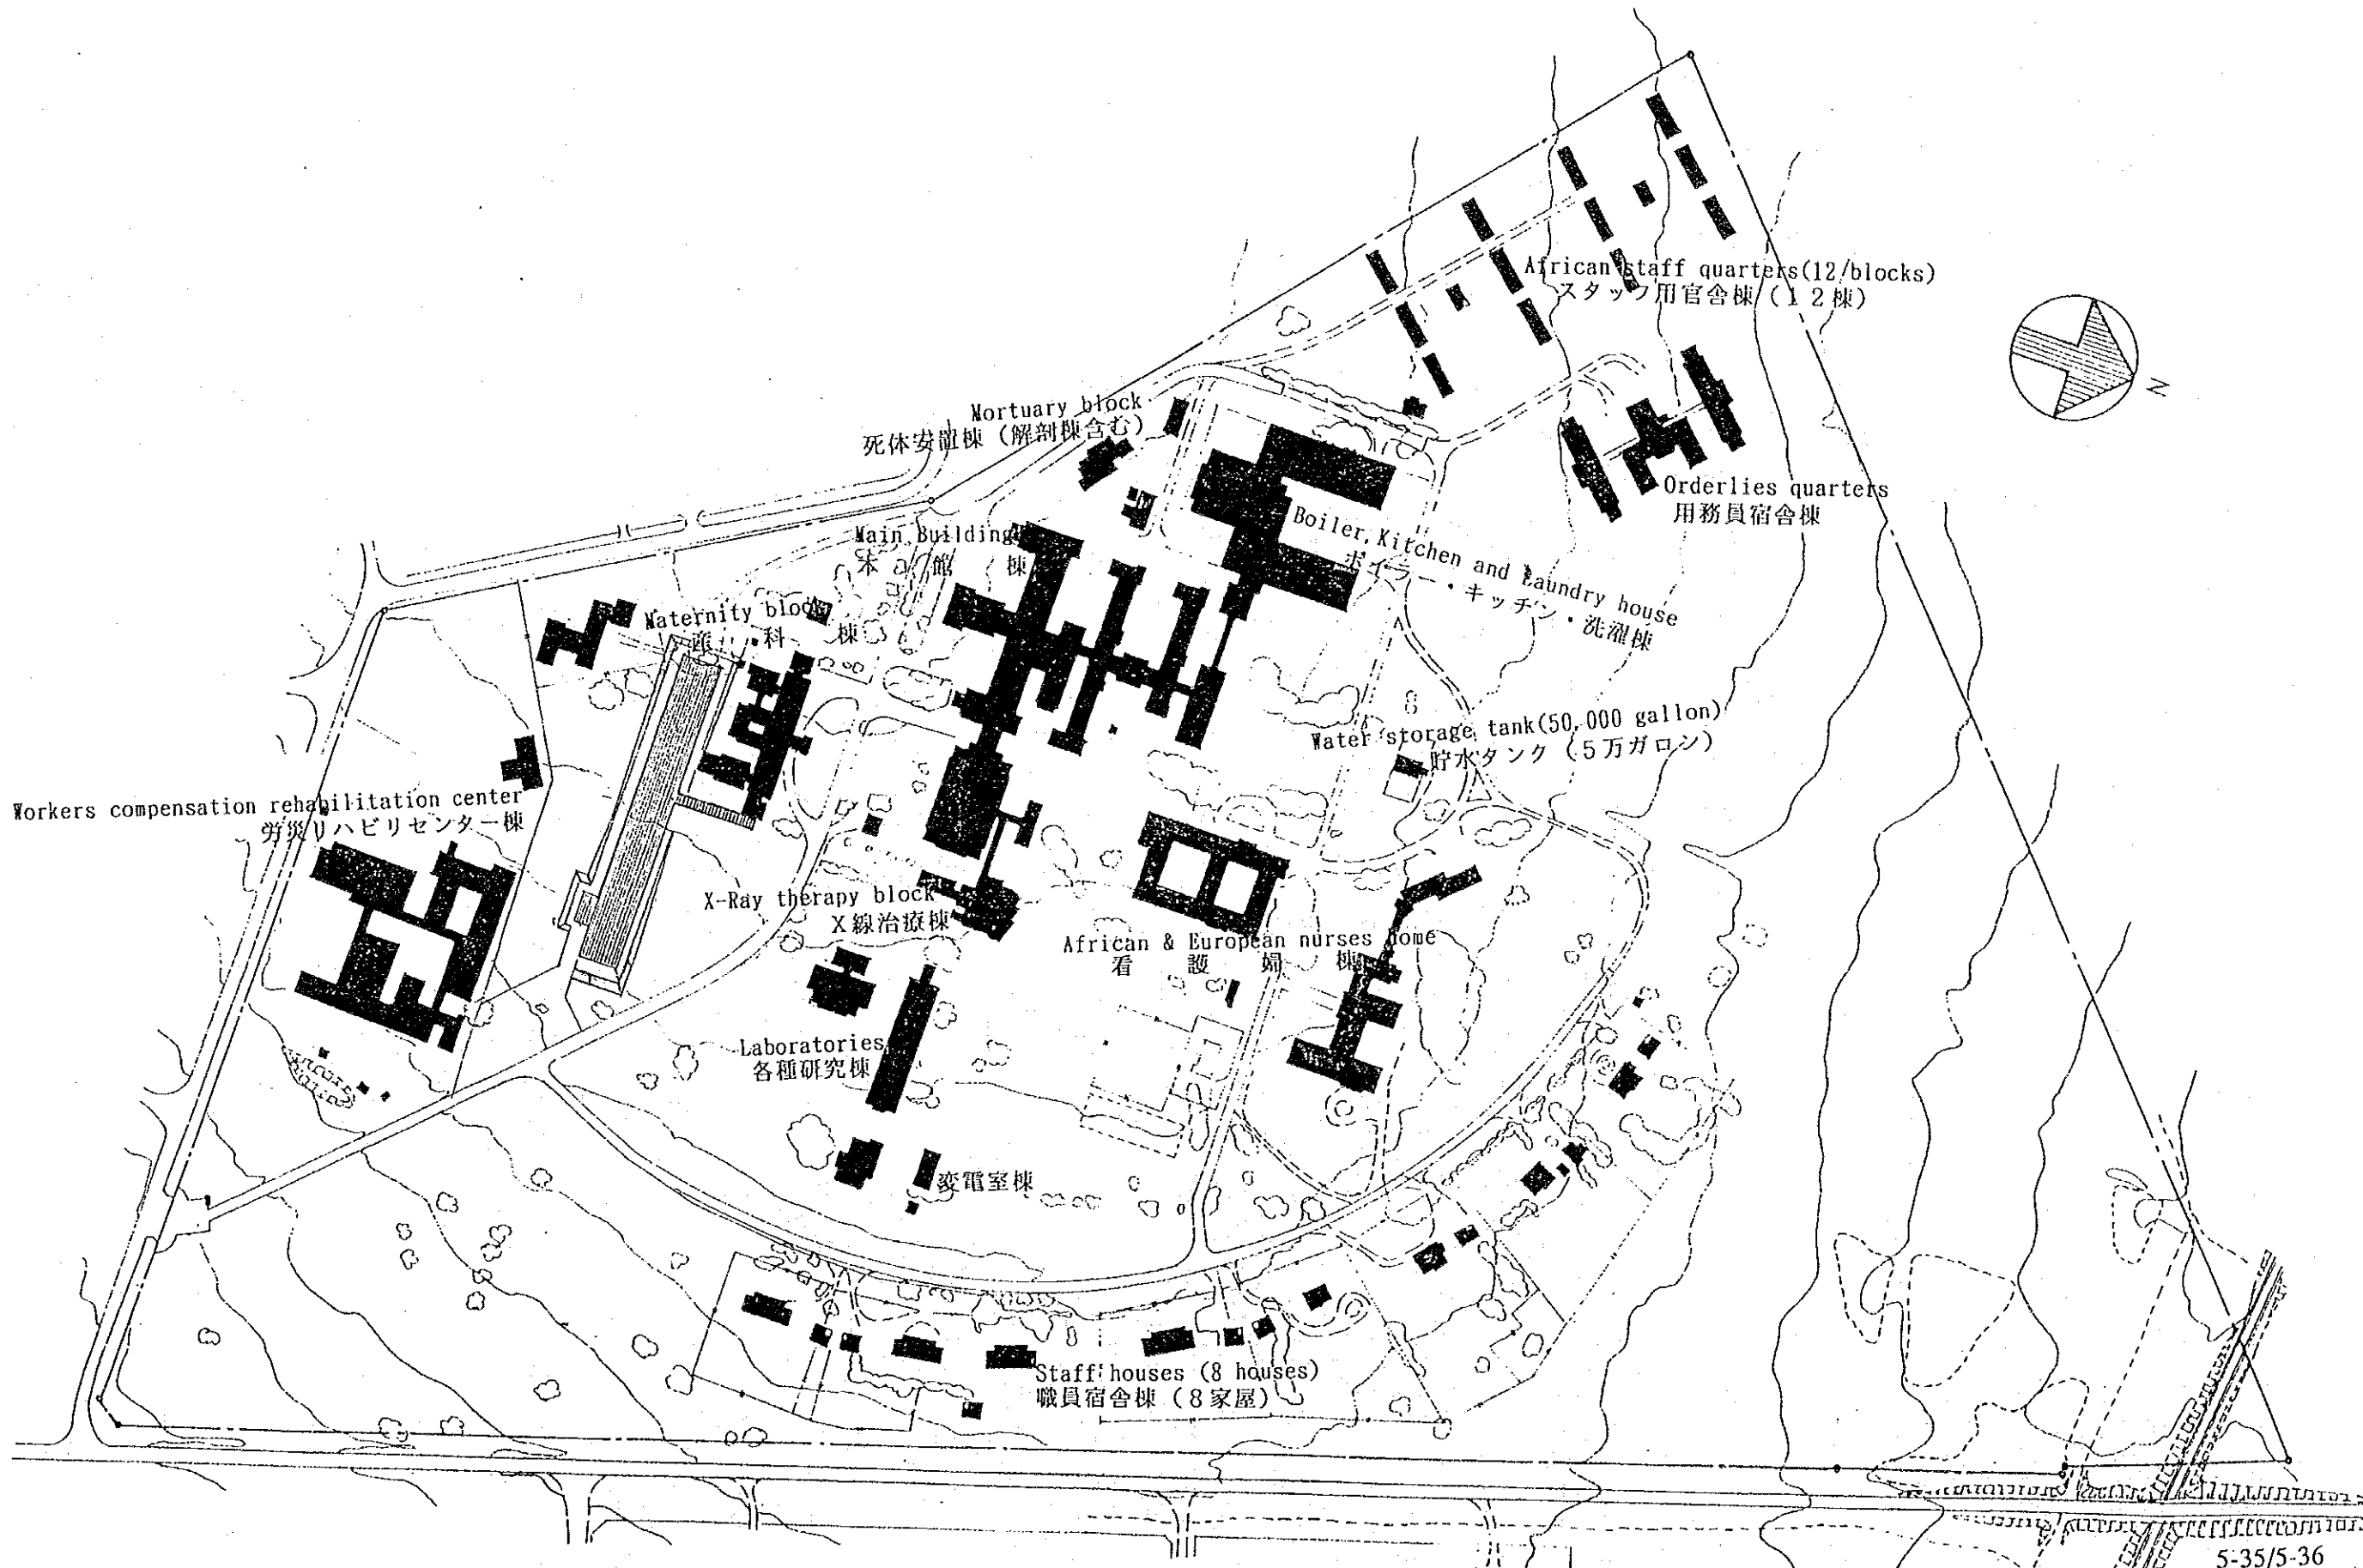 African staff quarters(12/blocks)
スタッフ用官舎棟(12棟)
N
Mortuary block
死体安置棟(解剖棟含む)
Orderlies quarters
用務員宿舎棟
Main Building
本館棟
Boiler, Kitchen and Laundry house
ボイラー・キッチン・洗濯棟
Maternity block
産科棟
Water storage tank(50,000 gallon)
貯水タンク(5万ガロン)
Workers compensation rehabilitation center
労災リハビリセンター棟
X-Ray therapy block
X線治療棟
African & European nurses home
看護婦棟
Laboratories
各種研究棟
変電室棟
Staff houses (8 houses)
職員宿舎棟(8家屋)
5-35/5-36